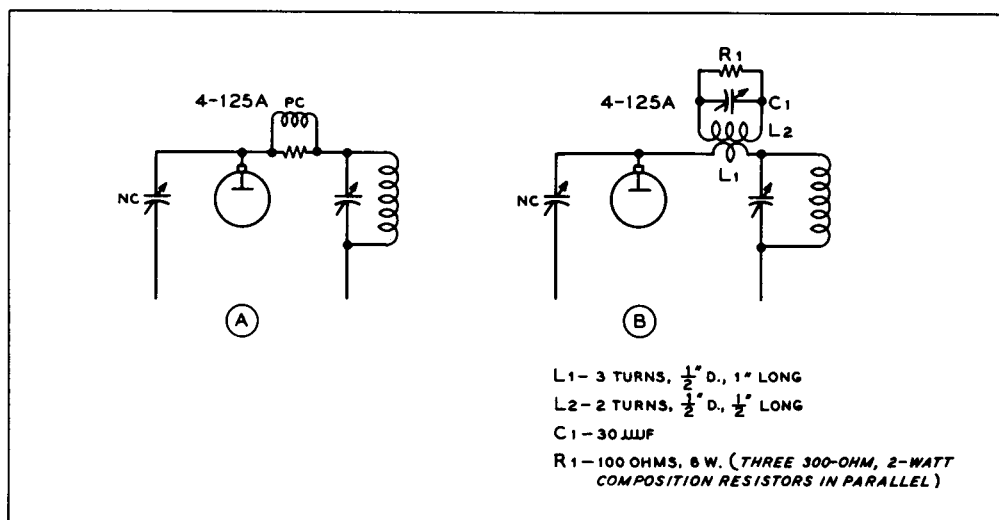 R1
4-125A
PC
4-125A
C1
L2
L1
NC
NC
A
B
L1- 3 TURNS, 1/2" D., 1" LONG
L2-2 TURNS, 1/2" D., 1/2" LONG
C1-30 µµF
R1-100 OHMS, 6 W. (THREE 300-OHM, 2-WATT
COMPOSITION RESISTORS IN PARALLEL)